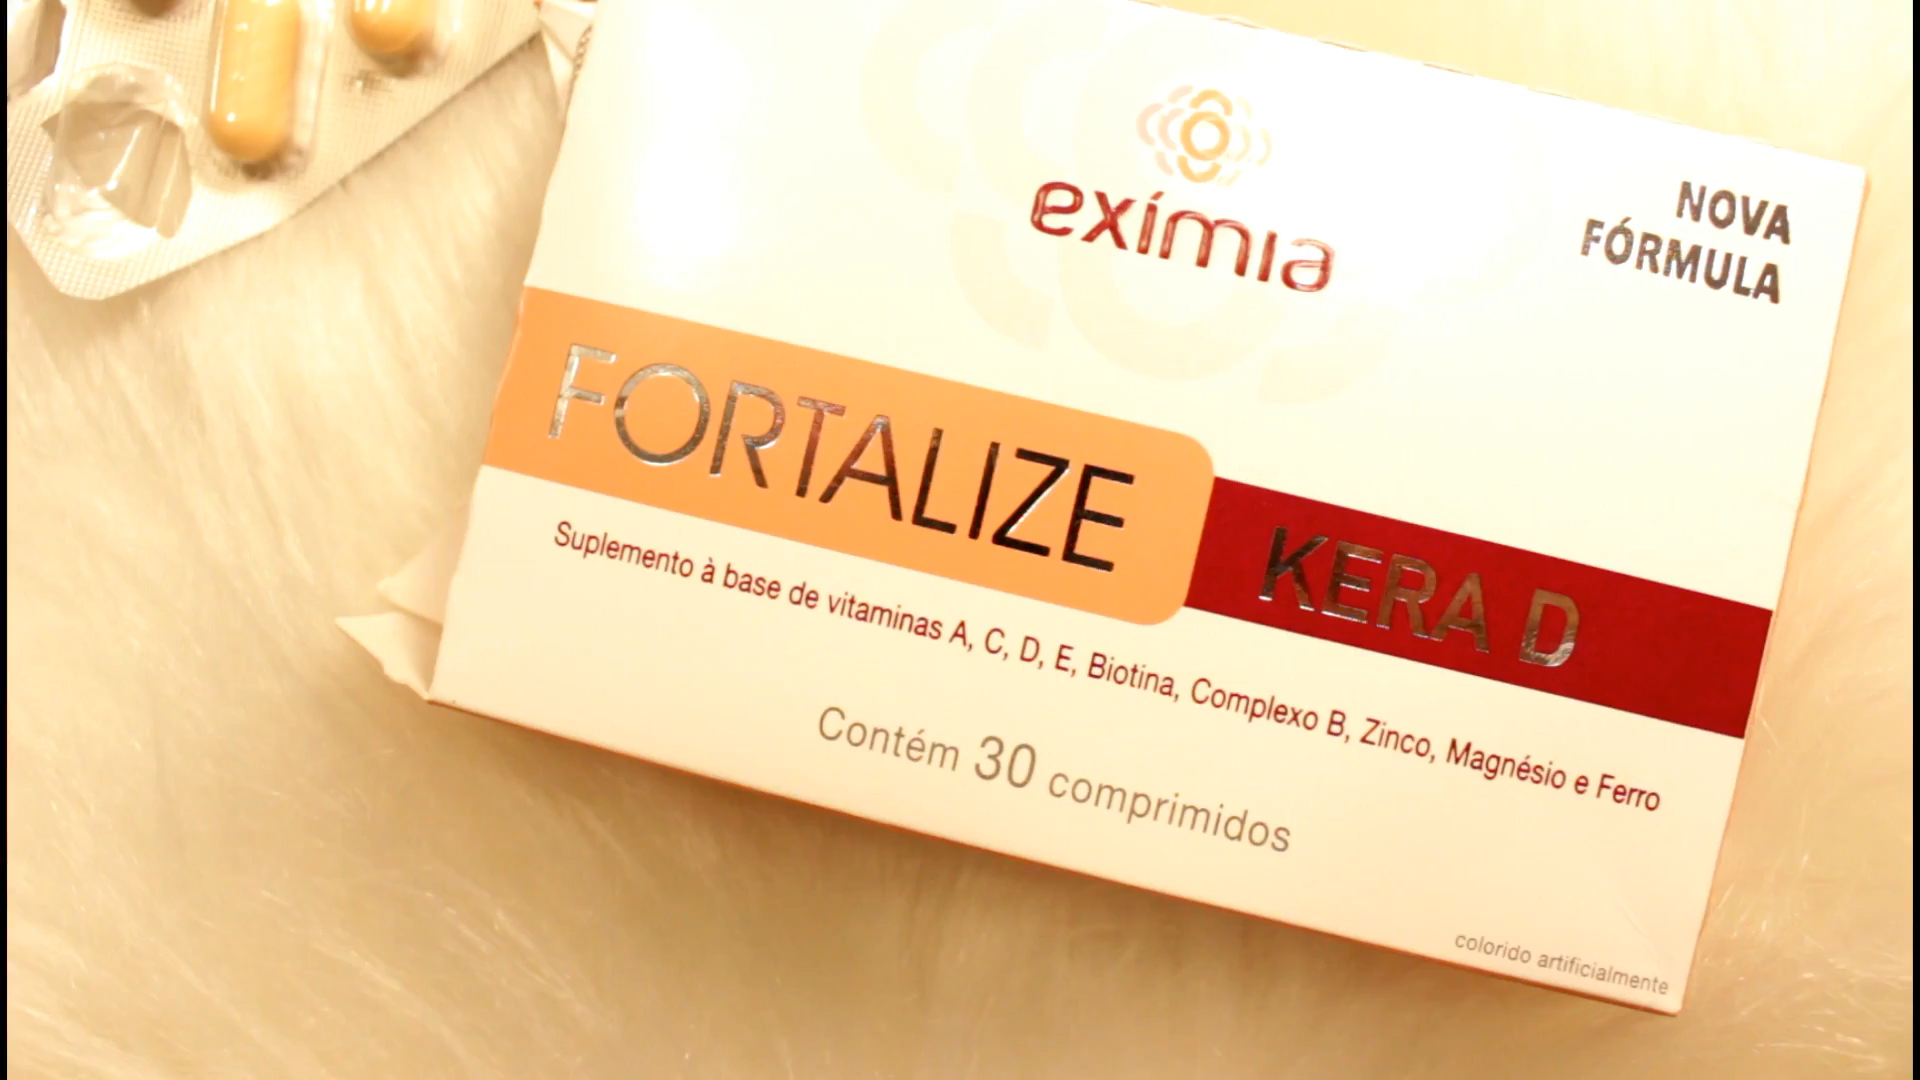 exímia
NOVA
FÓRMULA
FORTALIZE
KERA D
Suplemento à base de vitaminas A, C, D, E, Biotina, Complexo B, Zinco, Magnésio e Ferro
Contém 30 comprimidos
colorido artificialmente